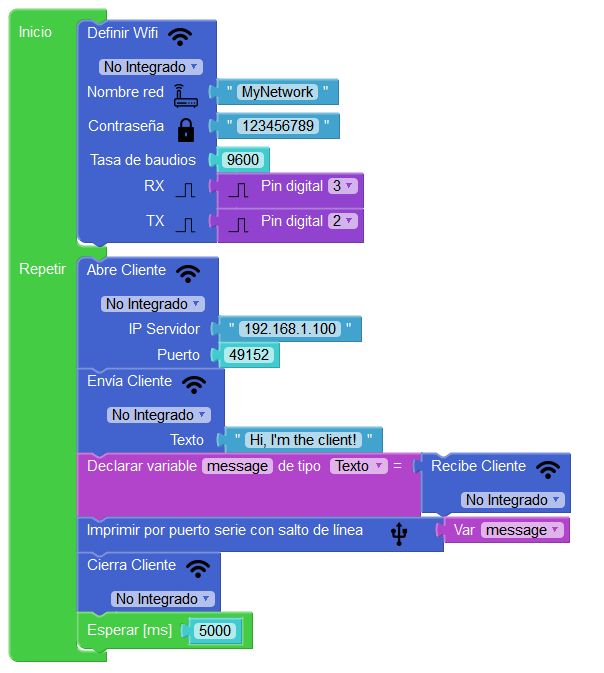 Inicio
Definir Wifi
No Integrado
Nombre red " MyNetwork "
Contraseña " 123456789 "
Tasa de baudios 9600
RX Pin digital 3
TX Pin digital 2
Repetir
Abre Cliente
No Integrado
IP Servidor " 192.168.1.100 "
Puerto 49152
Envía Cliente
No Integrado
Texto " Hi, I'm the client! "
Declarar variable message de tipo Texto = Recibe Cliente
No Integrado
Imprimir por puerto serie con salto de línea Var message
Cierra Cliente
No Integrado
Esperar [ms] 5000